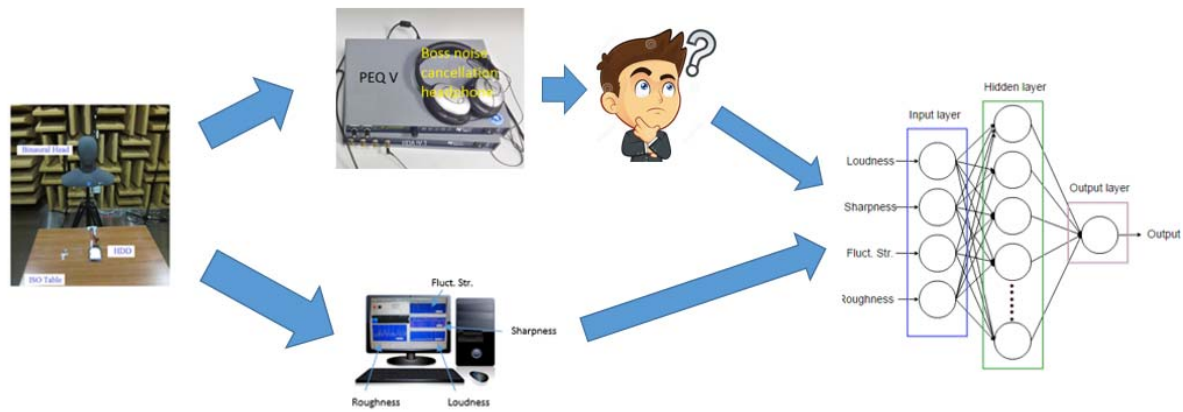 Binaural Head
HDD
ISO Table
PEQ V
Boss noise
cancellation
headphone
Fluct. Str.
Sharpness
Roughness
Loudness
Input layer
Hidden layer
Output layer
Loudness
Sharpness
Fluct. Str.
Roughness
Output